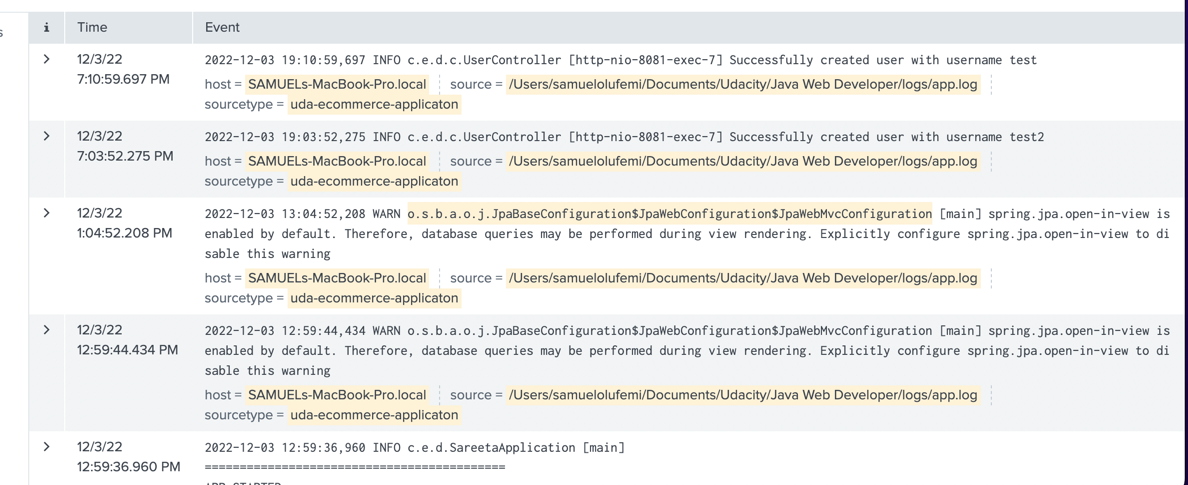 s
i Time Event
12/3/22
7:10:59.697 PM
2022-12-03 19:10:59,697 INFO c.e.d.c.UserController [http-nio-8081-exec-7] Successfully created user with username test
host = SAMUELs-MacBook-Pro.local source = /Users/samuelolufemi/Documents/Udacity/Java Web Developer/logs/app.log
sourcetype = uda-ecommerce-applicaton
12/3/22
7:03:52.275 PM
2022-12-03 19:03:52,275 INFO c.e.d.c.UserController [http-nio-8081-exec-7] Successfully created user with username test2
host = SAMUELs-MacBook-Pro.local source = /Users/samuelolufemi/Documents/Udacity/Java Web Developer/logs/app.log
sourcetype = uda-ecommerce-applicaton
12/3/22
1:04:52.208 PM
2022-12-03 13:04:52,208 WARN o.s.b.a.o.j.JpaBaseConfiguration$JpaWebConfiguration$JpaWebMvcConfiguration [main] spring.jpa.open-in-view is
enabled by default. Therefore, database queries may be performed during view rendering. Explicitly configure spring.jpa.open-in-view to di
sable this warning
host = SAMUELs-MacBook-Pro.local source = /Users/samuelolufemi/Documents/Udacity/Java Web Developer/logs/app.log
sourcetype = uda-ecommerce-applicaton
12/3/22
12:59:44.434 PM
2022-12-03 12:59:44,434 WARN o.s.b.a.o.j.JpaBaseConfiguration$JpaWebConfiguration$JpaWebMvcConfiguration [main] spring.jpa.open-in-view is
enabled by default. Therefore, database queries may be performed during view rendering. Explicitly configure spring.jpa.open-in-view to di
sable this warning
host = SAMUELs-MacBook-Pro.local source = /Users/samuelolufemi/Documents/Udacity/Java Web Developer/logs/app.log
sourcetype = uda-ecommerce-applicaton
12/3/22
12:59:36.960 PM
2022-12-03 12:59:36,960 INFO c.e.d.SareetaApplication [main]
===========================================